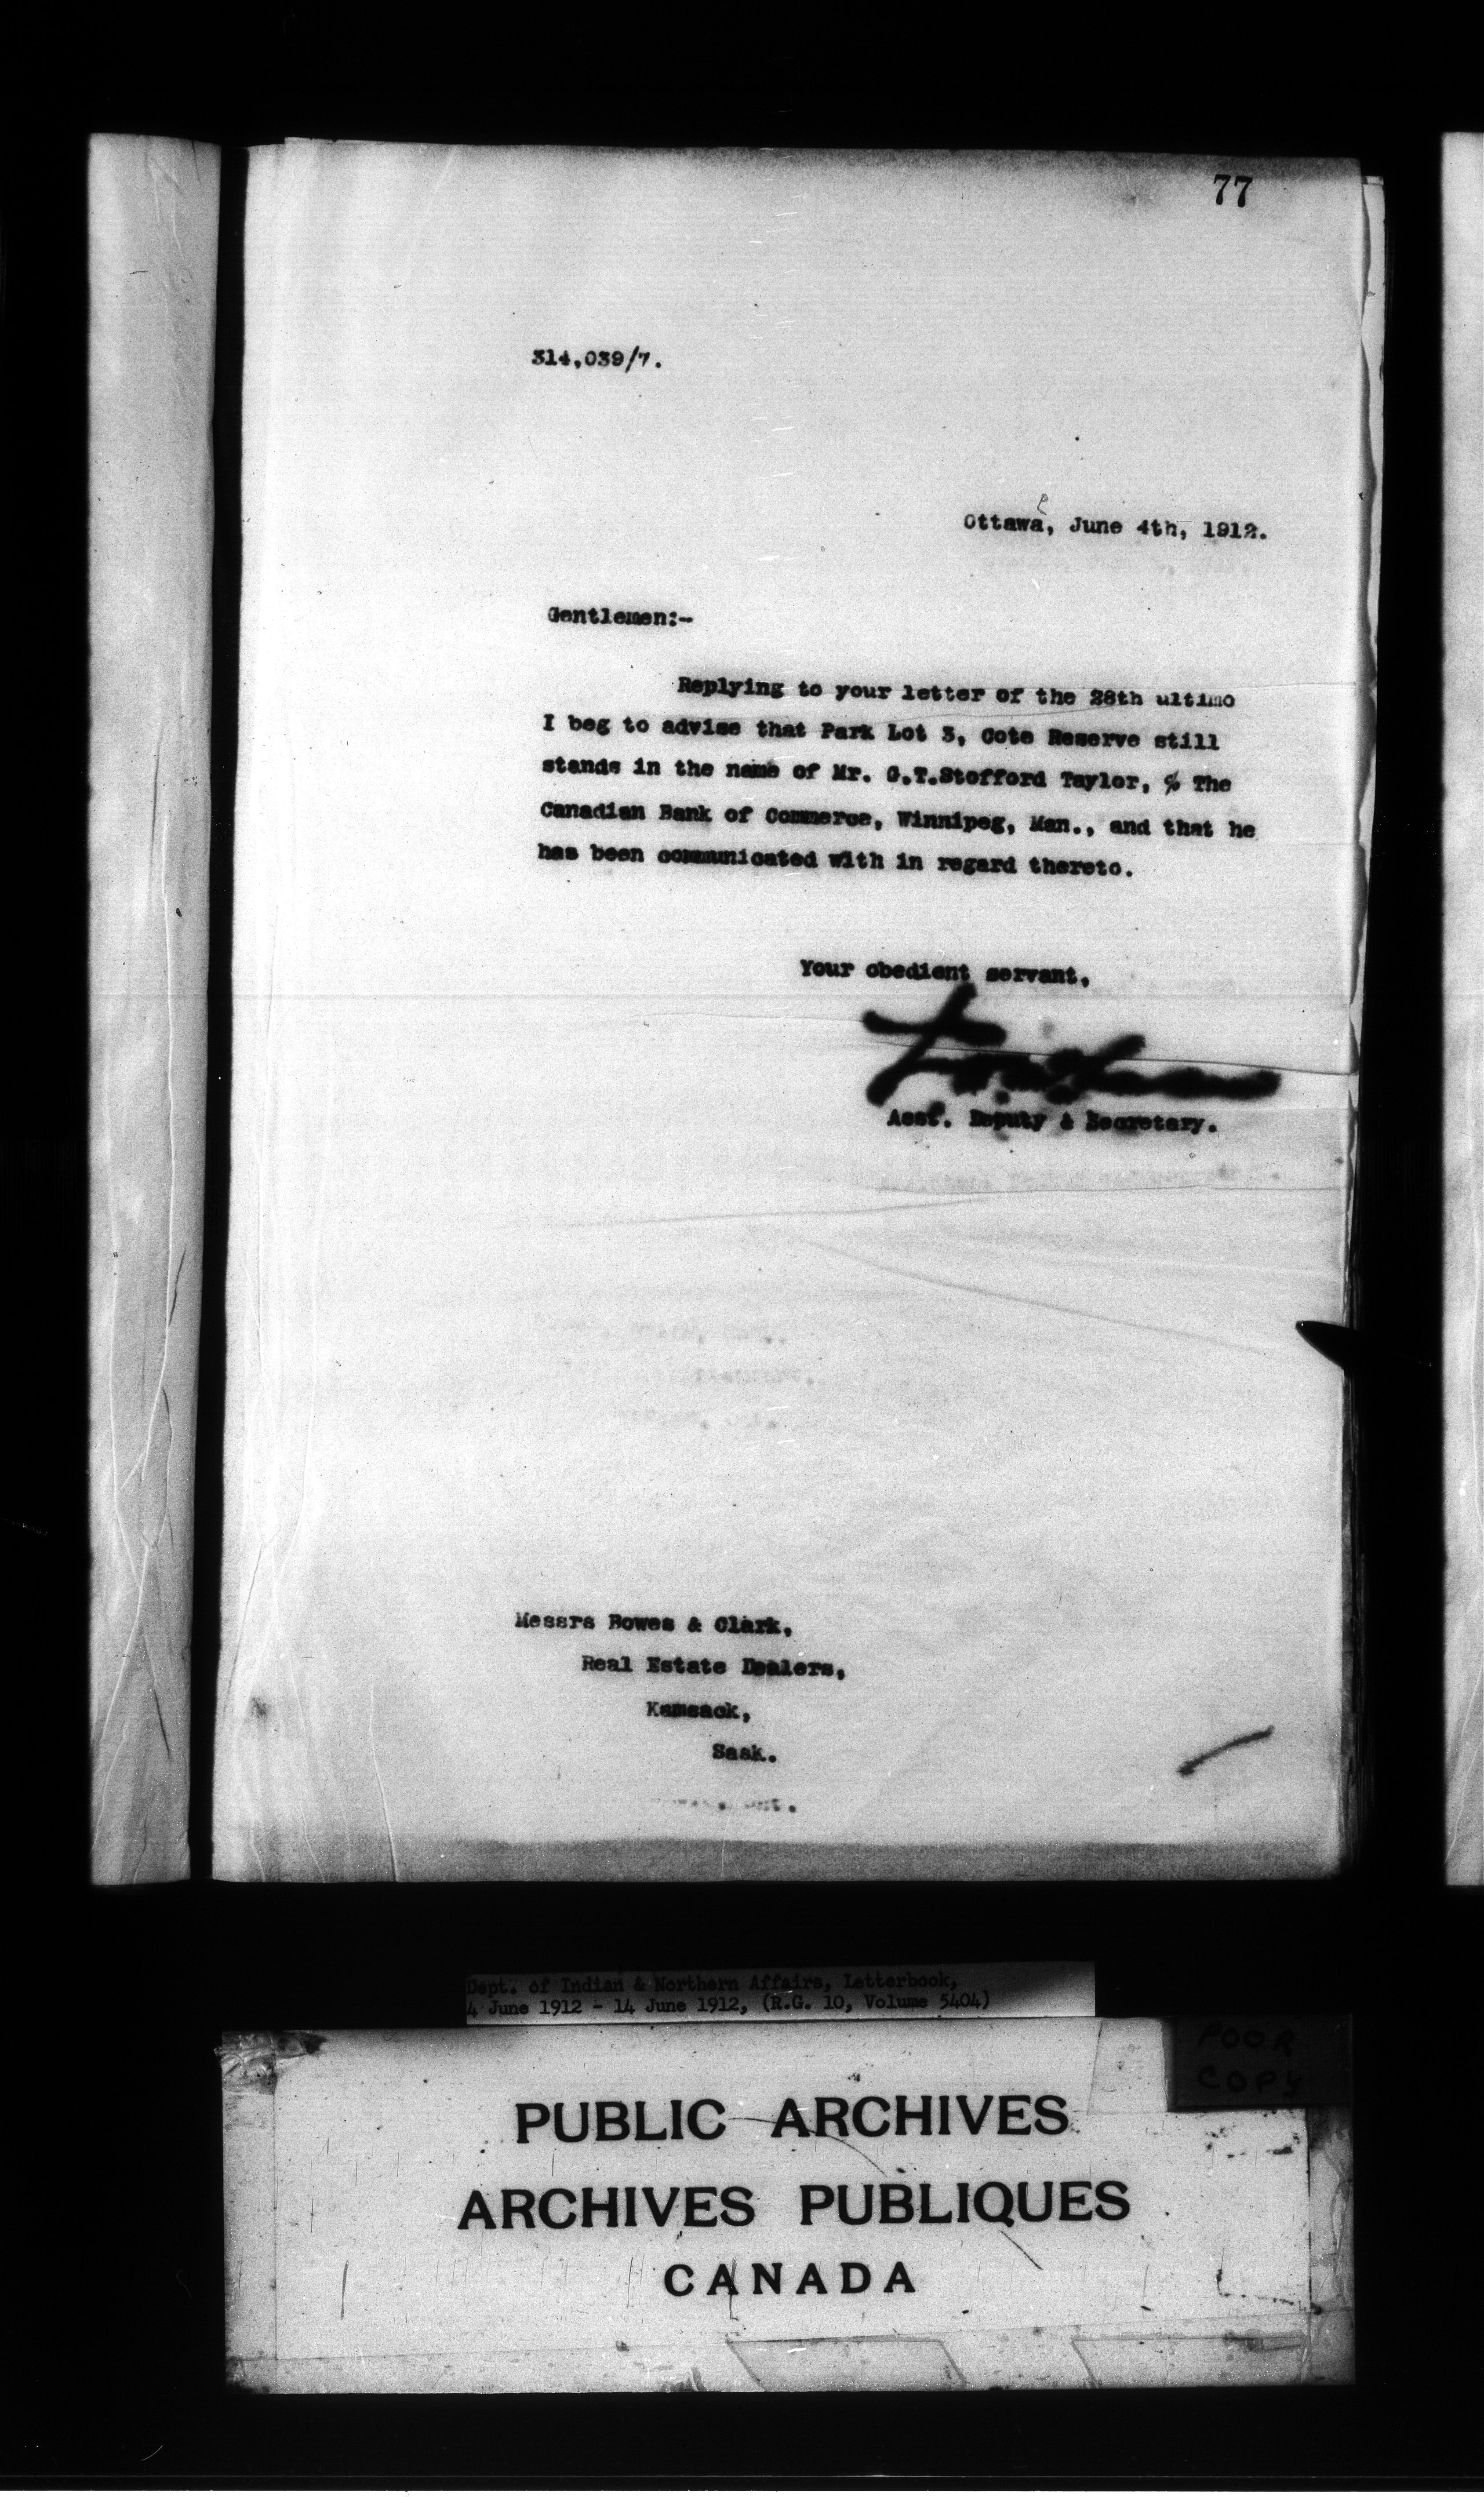 77
314,039/7.
Ottawa, June 4th, 1912.
Gentlemen:-
Replying to your letter of the 28th ultimo
I beg to advise that Park Lot 3, Cote Reserve still
stands in the name of Mr. G.T.Stofford Taylor, % The
Canadian Bank of Commerce, Winnipeg, Man., and that he
has been communicated with in regard thereto.
Your obedient servant,
Asst. Deputy & Secretary.
Messrs Bowes & Clark,
Real Estate Dealers,
Kamsack,
Sask.
Dept. of Indian & Northern Affairs, Letterbook,
4 June 1912 - 14 June 1912, (R.G. 10, Volume 5404)
POOR
COPY
PUBLIC ARCHIVES
ARCHIVES PUBLIQUES
CANADA